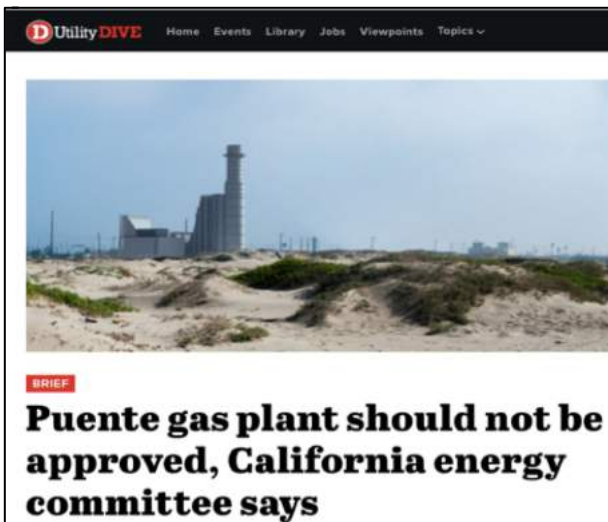 D Utility DIVE Home Events Library Jobs Viewpoints Topics
BRIEF
Puente gas plant should not be
approved, California energy
committee says